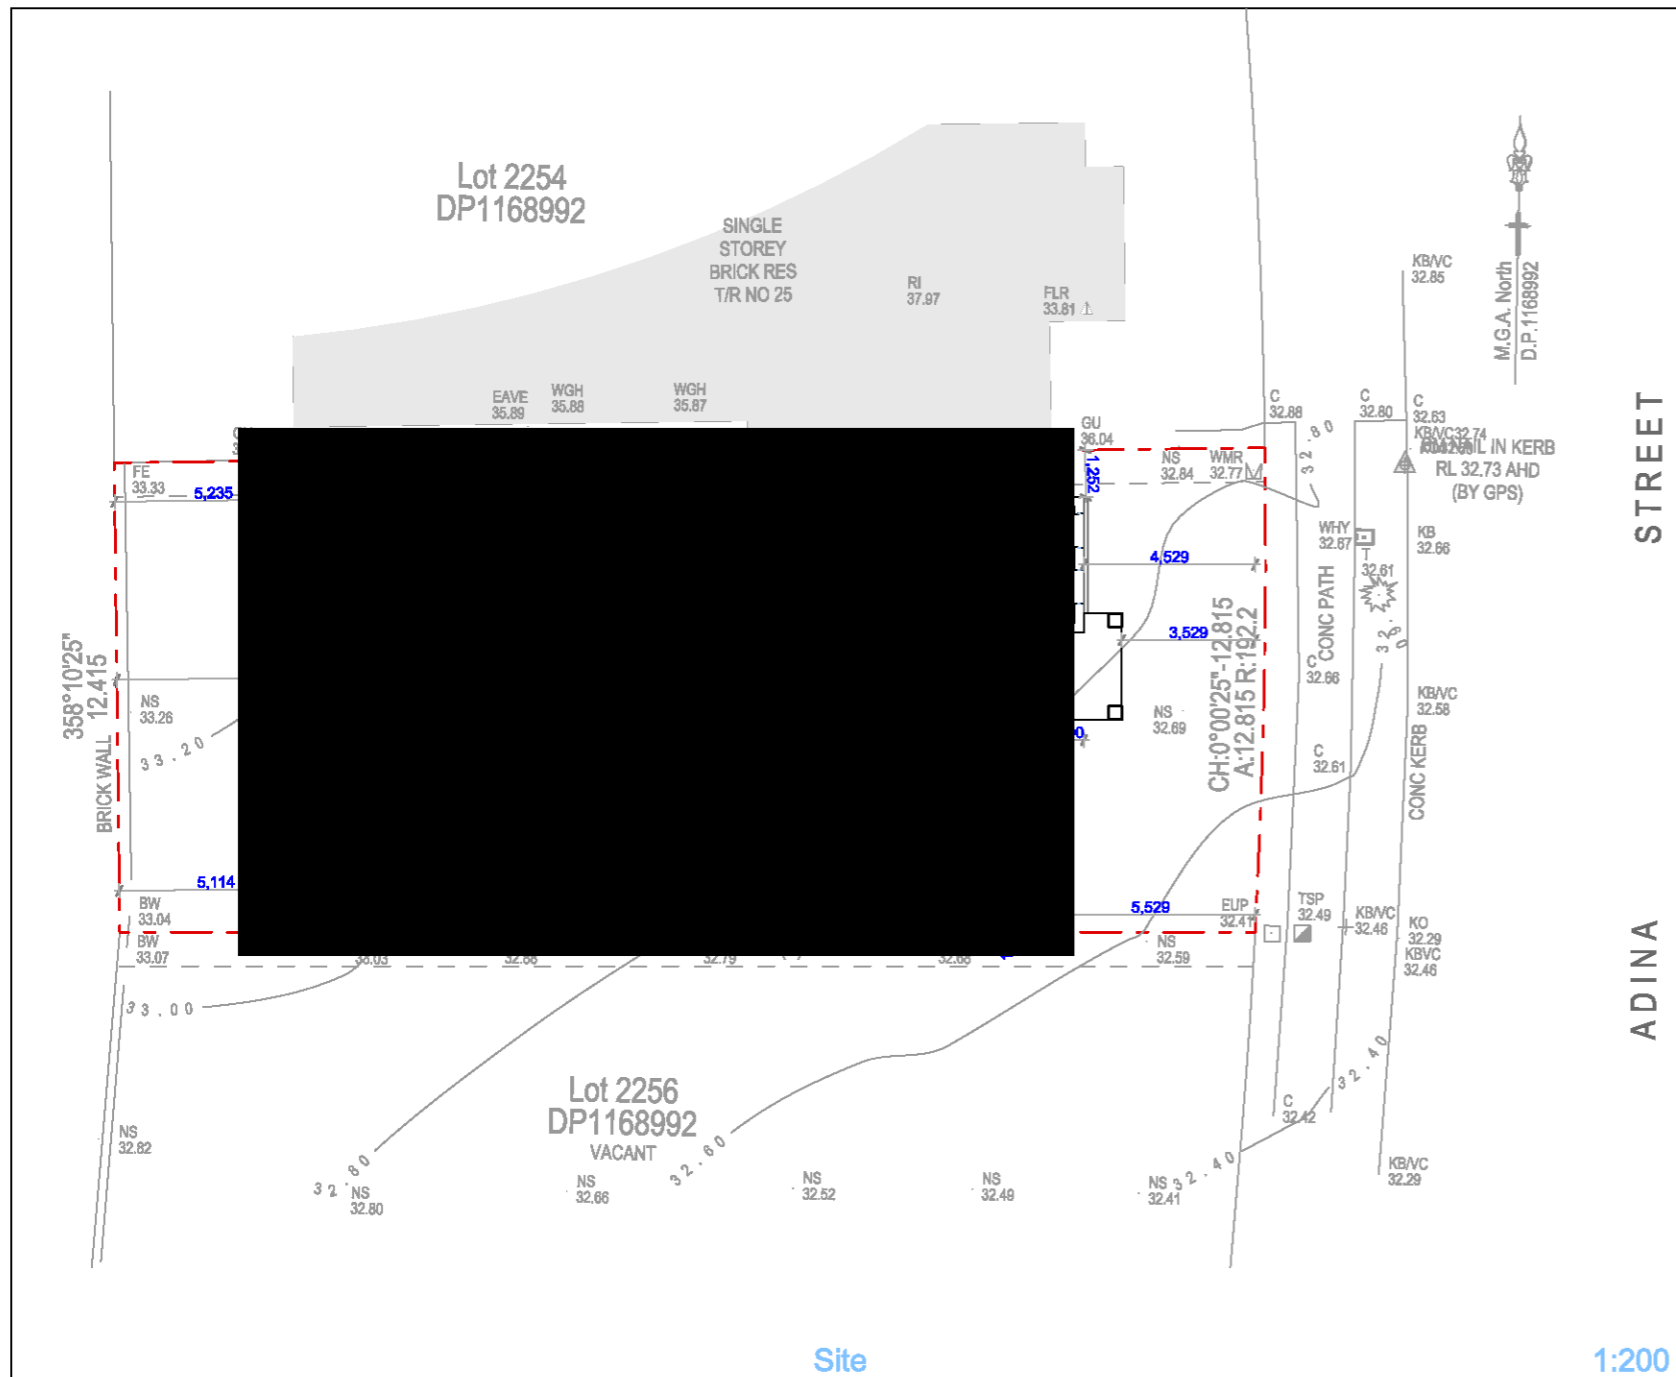 Lot 2254
DP1168992
SINGLE
STOREY
BRICK RES
T/R NO 25
RI
37.97
FLR
33.81
EAVE
35.89
WGH
35.88
WGH
35.87
M.G.A. North
D.P.1168992
KB/VC
32.85
STREET
ADINA
C
32.88
C
32.80
C
32.63
KB/VC32.74
RL 32.73 AHD
(BY GPS)
GU
36.04
NS
32.84
WMR
32.77
32.80
FE
33.33
5,235
1,252
4,529
3,529
WHY
32.67
T
32.61
KB
32.66
32.60
CONC PATH
C
32.66
CH:0°00'25"-12.815
A:12.815 R:192.2
358°10'25"
12.415
BRICK WALL
NS
33.26
33.20
NS
32.69
KB/VC
32.58
C
32.61
CONC KERB
5,114
BW
33.04
BW
33.07
5,529
EUP
32.41
TSP
32.49
KB/VC
32.46
KO
32.29
KBVC
32.46
NS
32.59
32.79
33.00
Lot 2256
DP1168992
VACANT
32.40
C
32.42
NS
32.82
32.80
NS
32.80
NS
32.66
32.60
NS
32.52
NS
32.49
NS
32.41
32.40
KB/VC
32.29
Site
1:200